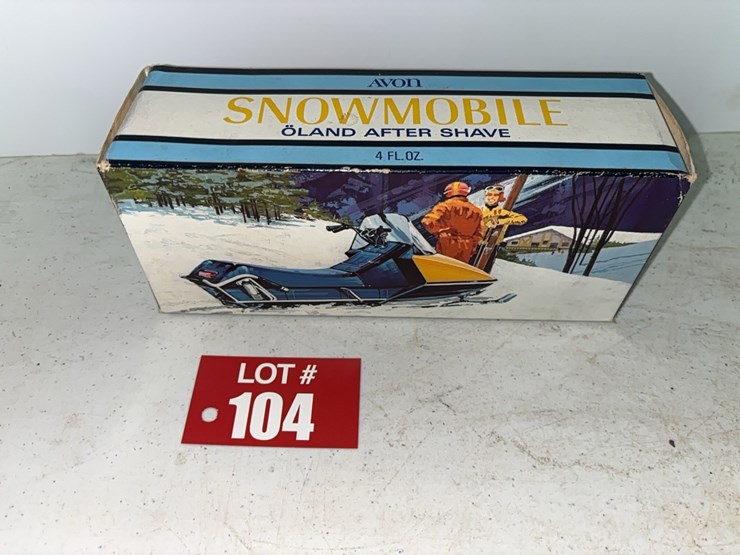 AVON
SNOWMOBILE
ÖLAND AFTER SHAVE
4 FL. OZ.
LOT #
104